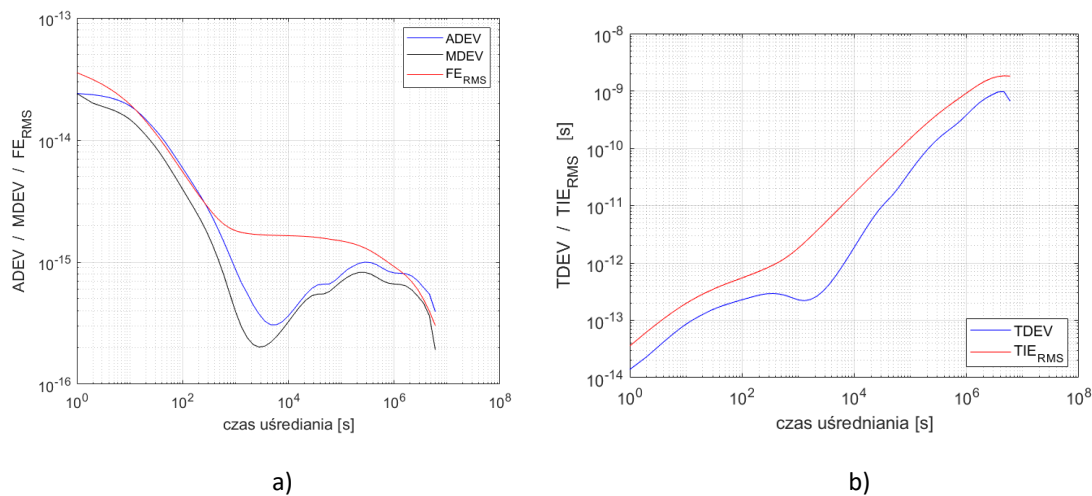 ADEV / MDEV / FE_RMS
10^-13
10^-14
10^-15
10^-16
ADEV
MDEV
FE_RMS
10^0
10^2
10^4
10^6
10^8
czas uśrediania [s]
a)
TDEV / TIE_RMS [s]
10^-8
10^-9
10^-10
10^-11
10^-12
10^-13
10^-14
TDEV
TIE_RMS
10^0
10^2
10^4
10^6
10^8
czas uśredniania [s]
b)